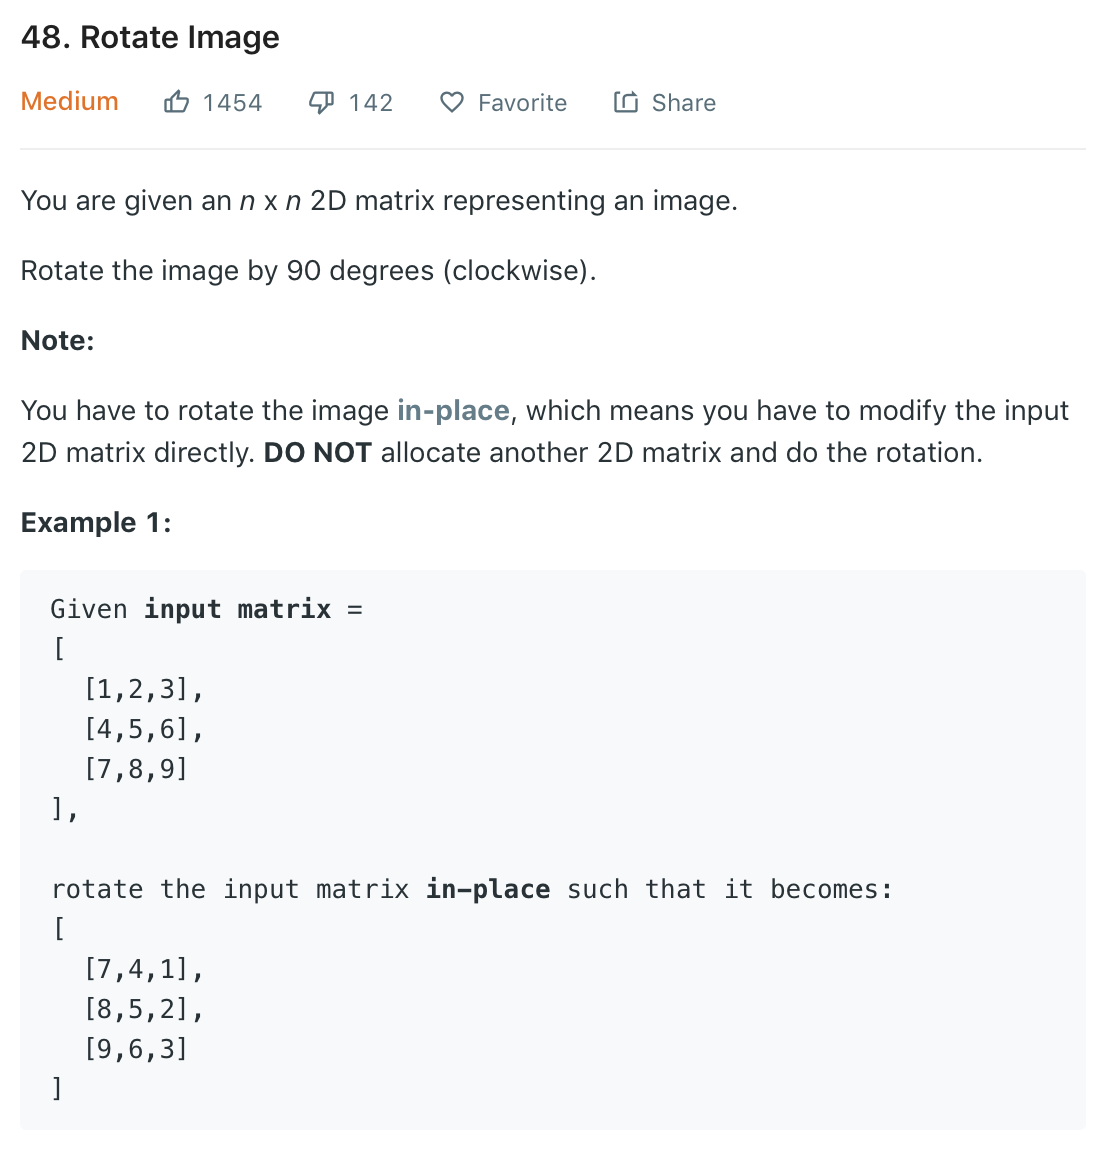 48. Rotate Image
Medium 1454 142 Favorite Share
You are given an n x n 2D matrix representing an image.
Rotate the image by 90 degrees (clockwise).
Note:
You have to rotate the image in-place, which means you have to modify the input
2D matrix directly. DO NOT allocate another 2D matrix and do the rotation.
Example 1:
Given input matrix =
[
  [1,2,3],
  [4,5,6],
  [7,8,9]
],
rotate the input matrix in-place such that it becomes:
[
  [7,4,1],
  [8,5,2],
  [9,6,3]
]